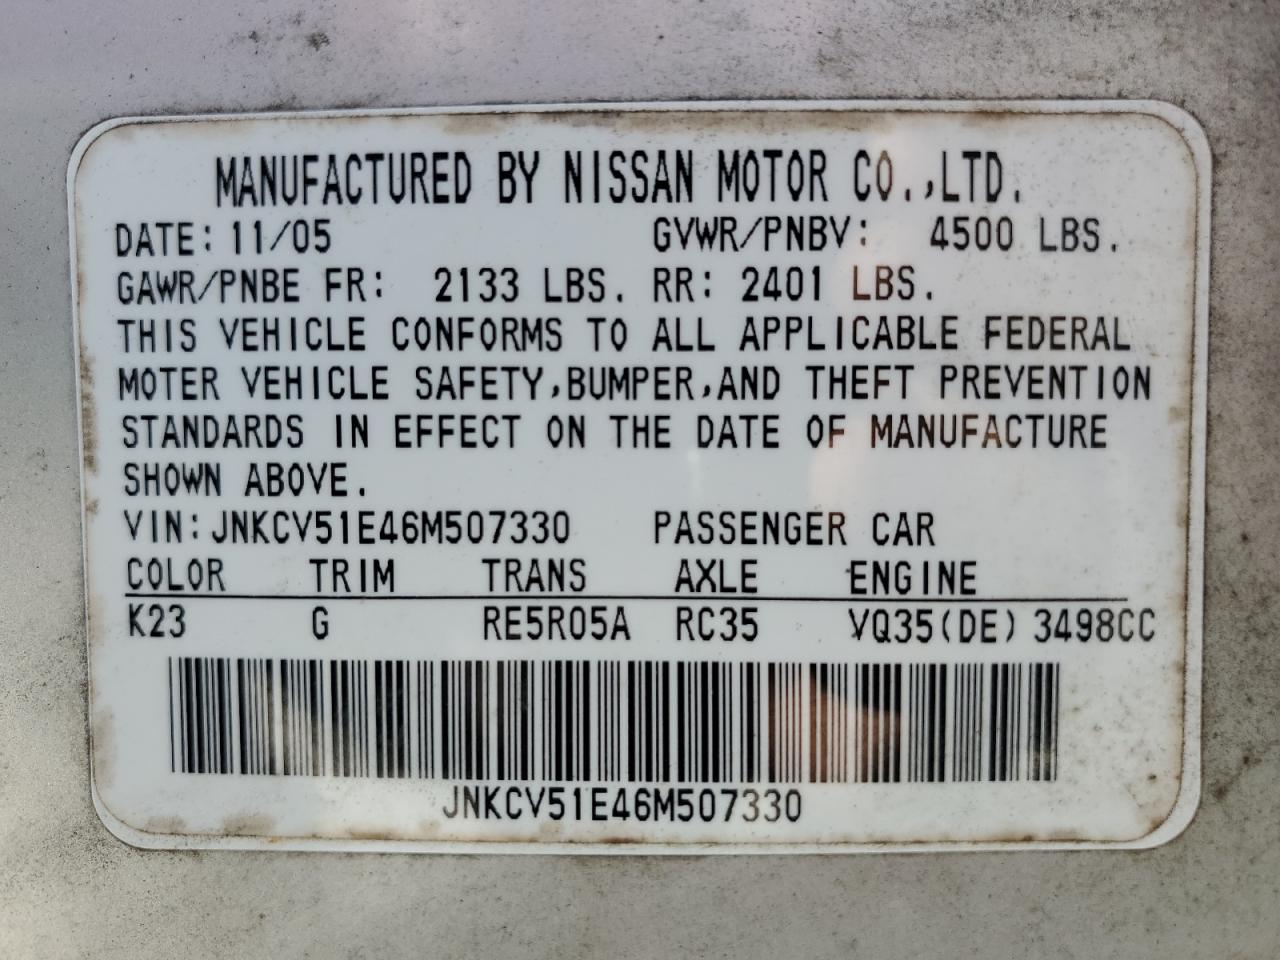 MANUFACTURED BY NISSAN MOTOR CO.,LTD.
DATE: 11/05 GVWR/PNBV: 4500 LBS.
GAWR/PNBE FR: 2133 LBS. RR: 2401 LBS.
THIS VEHICLE CONFORMS TO ALL APPLICABLE FEDERAL
MOTER VEHICLE SAFETY,BUMPER,AND THEFT PREVENTION
STANDARDS IN EFFECT ON THE DATE OF MANUFACTURE
SHOWN ABOVE.
VIN:JNKCV51E46M507330 PASSENGER CAR
COLOR TRIM TRANS AXLE ENGINE
K23 G RE5R05A RC35 VQ35(DE) 3498CC
JNKCV51E46M507330